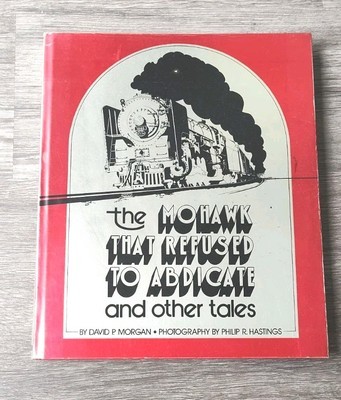 the MOHAWK
THAT REFUSED
TO ABDICATE
and other tales
BY DAVID P. MORGAN • PHOTOGRAPHY BY PHILIP R. HASTINGS